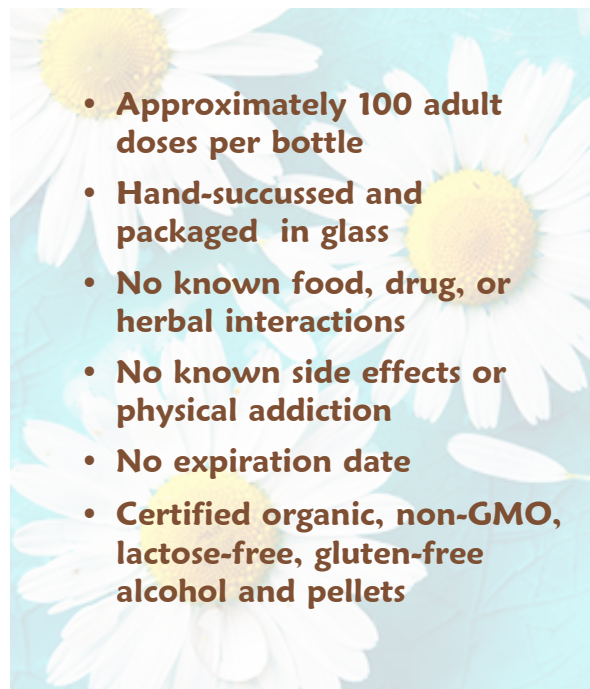 • Approximately 100 adult
doses per bottle
• Hand-succussed and
packaged  in glass
• No known food, drug, or
herbal interactions
• No known side effects or
physical addiction
• No expiration date
• Certified organic, non-GMO,
lactose-free, gluten-free
alcohol and pellets